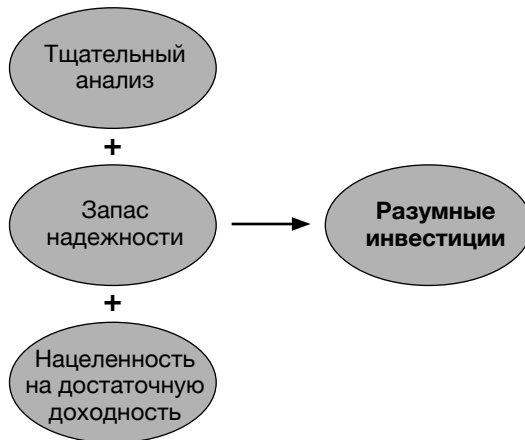 Тщательный
анализ
+
Запас
надежности
Разумные
инвестиции
+
Нацеленность
на достаточную
доходность